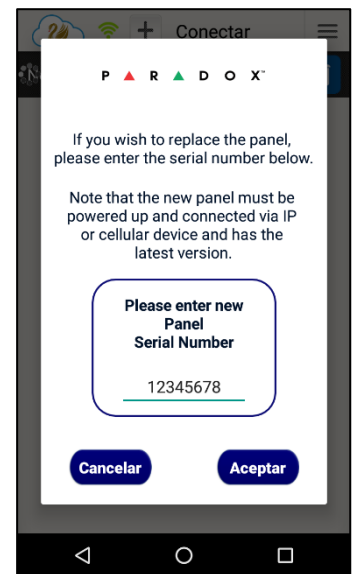 Conectar
PARADOX™
If you wish to replace the panel,
please enter the serial number below.
Note that the new panel must be
powered up and connected via IP
or cellular device and has the
latest version.
Please enter new
Panel
Serial Number
12345678
Cancelar
Aceptar